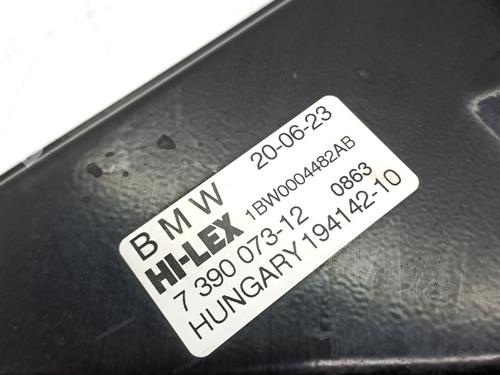 BMW 20-06-23
HI-LEX 1BW0004482AB
7 390 073-12 0863
HUNGARY 194142-10